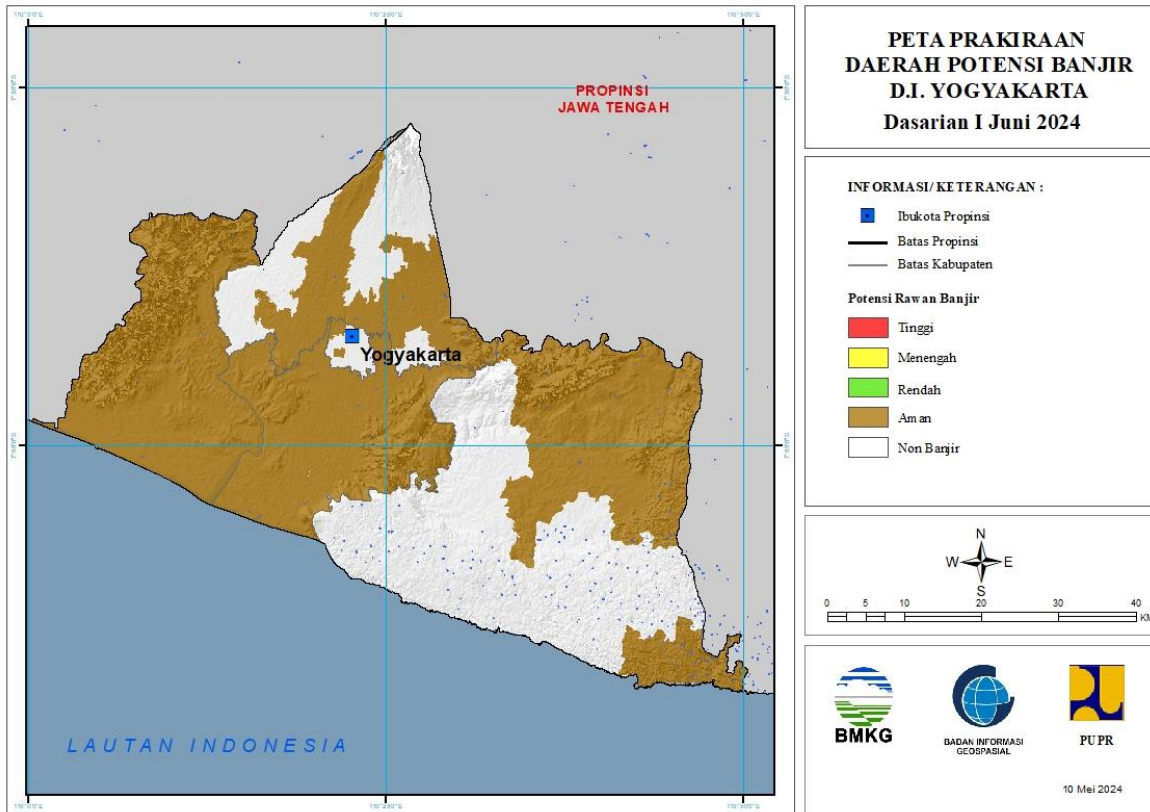 PETA PRAKIRAAN
DAERAH POTENSI BANJIR
D.I. YOGYAKARTA
Dasarian I Juni 2024
INFORMASI/ KETERANGAN :
Ibukota Propinsi
Batas Propinsi
Batas Kabupaten
Potensi Rawan Banjir
Tinggi
Menengah
Rendah
Aman
Non Banjir
PROPINSI
JAWA TENGAH
Yogyakarta
LAUTAN INDONESIA
N
W E
S
0 5 10 20 30 40
KM
BMKG
BADAN INFORMASI
GEOSPASIAL
PUPR
10 Mei 2024